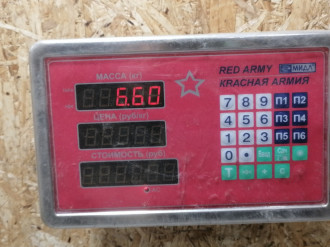 RED ARMY МИДЛ
КРАСНАЯ АРМИЯ
МАССА (кг)
6.60
ЦЕНА (руб/кг)
СТОИМОСТЬ (руб)
7 8 9 П1 П2
4 5 6 П3 П4
1 2 3 П5 П6
0 •
T С